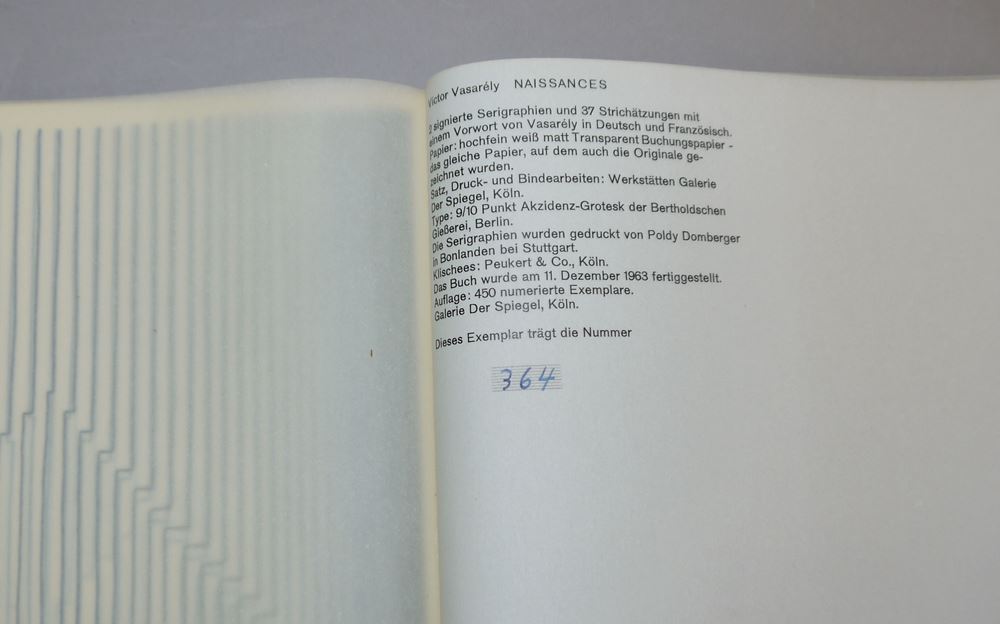 Victor Vasarély NAISSANCES
2 signierte Serigraphien und 37 Strichätzungen mit
einem Vorwort von Vasarély in Deutsch und Französisch.
Papier: hochfein weiß matt Transparent Buchungspapier -
das gleiche Papier, auf dem auch die Originale ge-
zeichnet wurden.
Satz, Druck- und Bindearbeiten: Werkstätten Galerie
Der Spiegel, Köln.
Type: 9/10 Punkt Akzidenz-Grotesk der Bertholdschen
Gießerei, Berlin.
Die Serigraphien wurden gedruckt von Poldy Domberger
in Bonlanden bei Stuttgart.
Klischees: Peukert & Co., Köln.
Das Buch wurde am 11. Dezember 1963 fertiggestellt.
Auflage: 450 numerierte Exemplare.
Galerie Der Spiegel, Köln.
Dieses Exemplar trägt die Nummer
364